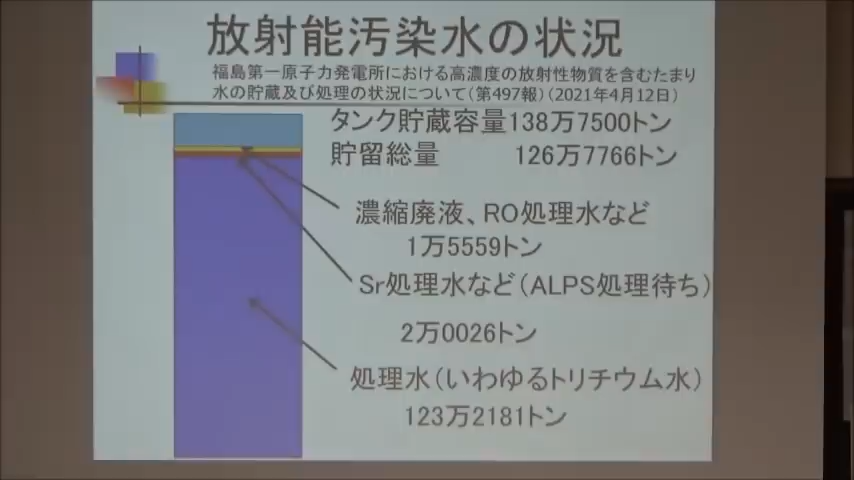 放射能汚染水の状況
福島第一原子力発電所における高濃度の放射性物質を含むたまり
水の貯蔵及び処理の状況について(第497報)(2021年4月12日)
タンク貯蔵容量138万7500トン
貯留総量 126万7766トン
濃縮廃液、RO処理水など
1万5559トン
Sr処理水など(ALPS処理待ち)
2万0026トン
処理水(いわゆるトリチウム水)
123万2181トン